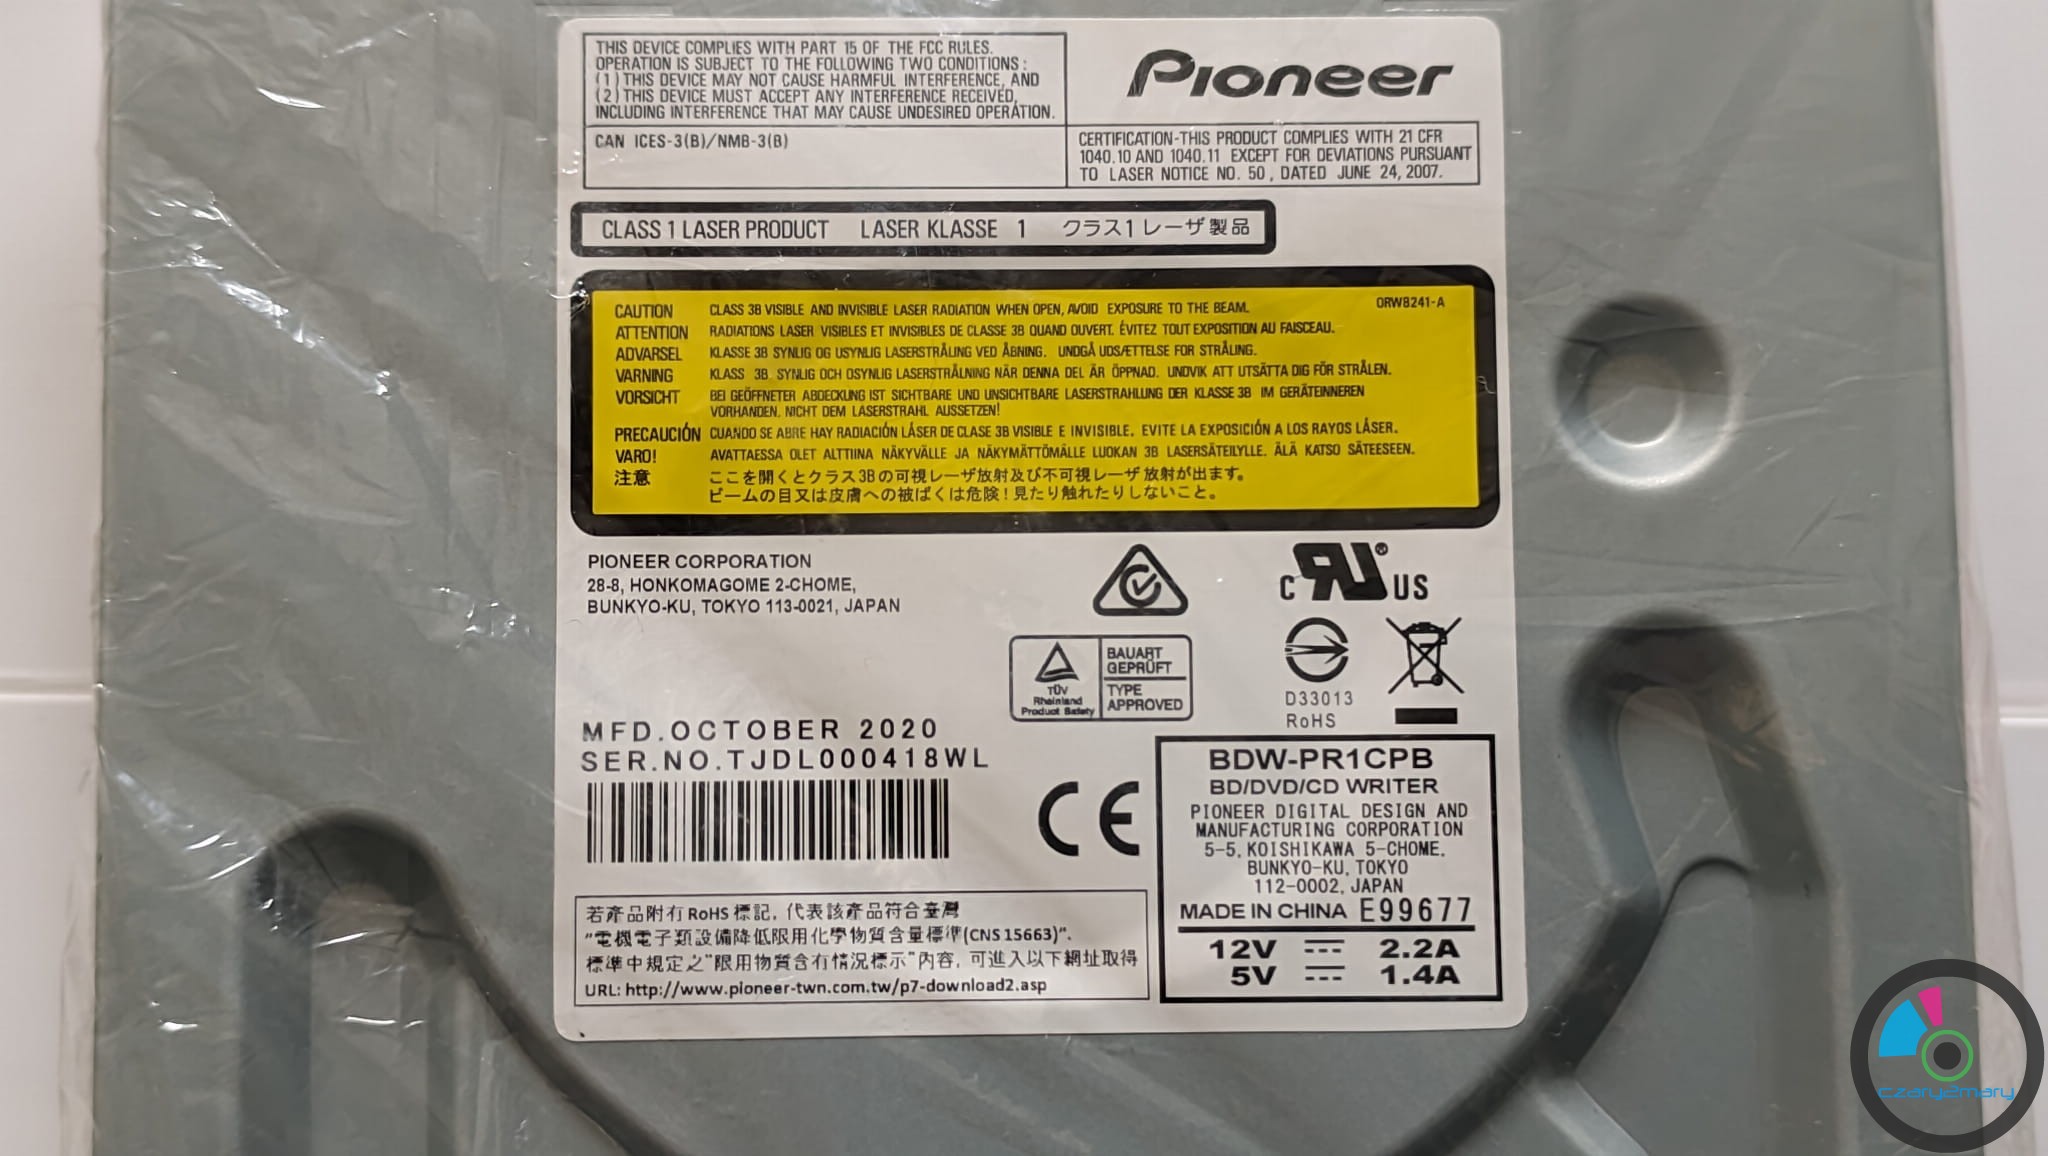 THIS DEVICE COMPLIES WITH PART 15 OF THE FCC RULES.
OPERATION IS SUBJECT TO THE FOLLOWING TWO CONDITIONS :
(1) THIS DEVICE MAY NOT CAUSE HARMFUL INTERFERENCE, AND
(2) THIS DEVICE MUST ACCEPT ANY INTERFERENCE RECEIVED,
INCLUDING INTERFERENCE THAT MAY CAUSE UNDESIRED OPERATION.
CAN ICES-3(B)/NMB-3(B)
Pioneer
CERTIFICATION-THIS PRODUCT COMPLIES WITH 21 CFR
1040.10 AND 1040.11 EXCEPT FOR DEVIATIONS PURSUANT
TO LASER NOTICE NO. 50, DATED JUNE 24, 2007.
CLASS 1 LASER PRODUCT LASER KLASSE 1 クラス1 レーザ製品
ORW8241-A
CAUTION CLASS 3B VISIBLE AND INVISIBLE LASER RADIATION WHEN OPEN, AVOID EXPOSURE TO THE BEAM.
ATTENTION RADIATIONS LASER VISIBLES ET INVISIBLES DE CLASSE 3B QUAND OUVERT. ÉVITEZ TOUT EXPOSITION AU FAISCEAU.
ADVARSEL KLASSE 3B SYNLIG OG USYNLIG LASERSTRÅLING VED ÅBNING. UNDGÅ UDSÆTTELSE FOR STRÅLING.
VARNING KLASS 3B SYNLIG OCH OSYNLIG LASERSTRÅLNING NÄR DENNA DEL ÄR ÖPPNAD. UNDVIK ATT UTSÄTTA DIG FÖR STRÅLEN.
VORSICHT BEI GEÖFFNETER ABDECKUNG IST SICHTBARE UND UNSICHTBARE LASERSTRAHLUNG DER KLASSE 3B IM GERÄTEINNEREN
VORHANDEN. NICHT DEM LASERSTRAHL AUSSETZEN!
PRECAUCIÓN CUANDO SE ABRE HAY RADIACIÓN LÁSER DE CLASE 3B VISIBLE E INVISIBLE. EVITE LA EXPOSICIÓN A LOS RAYOS LÁSER.
VARO! AVATTAESSA OLET ALTTIINA NÄKYVÄLLE JA NÄKYMÄTTÖMÄLLE LUOKAN 3B LASERSÄTEILYLLE. ÄLÄ KATSO SÄTEESEEN.
注意 ここを開くとクラス3Bの可視レーザ放射及び不可視レーザ放射が出ます。
ビームの目又は皮膚への被ばくは危険！見たり触れたりしないこと。
PIONEER CORPORATION
28-8, HONKOMAGOME 2-CHOME,
BUNKYO-KU, TOKYO 113-0021, JAPAN
c RU ® US
TÜV
Rheinland
Product Safety
BAUART
GEPRÜFT
TYPE
APPROVED
D33013
RoHS
MFD.OCTOBER 2020
SER.NO.TJDL000418WL
CE
BDW-PR1CPB
BD/DVD/CD WRITER
PIONEER DIGITAL DESIGN AND
MANUFACTURING CORPORATION
5-5, KOISHIKAWA 5-CHOME,
BUNKYO-KU, TOKYO
112-0002, JAPAN
MADE IN CHINA E99677
12V 2.2A
5V 1.4A
若產品附有RoHS標記, 代表該產品符合臺灣
"電機電子類設備降低限用化學物質含量標準(CNS 15663)".
標準中規定之"限用物質含有情況標示"內容, 可進入以下網址取得
URL: http://www.pioneer-twn.com.tw/p7-download2.asp
czary2mary